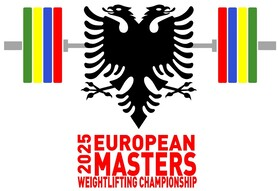 2025
EUROPEAN
MASTERS
WEIGHTLIFTING CHAMPIONSHIP